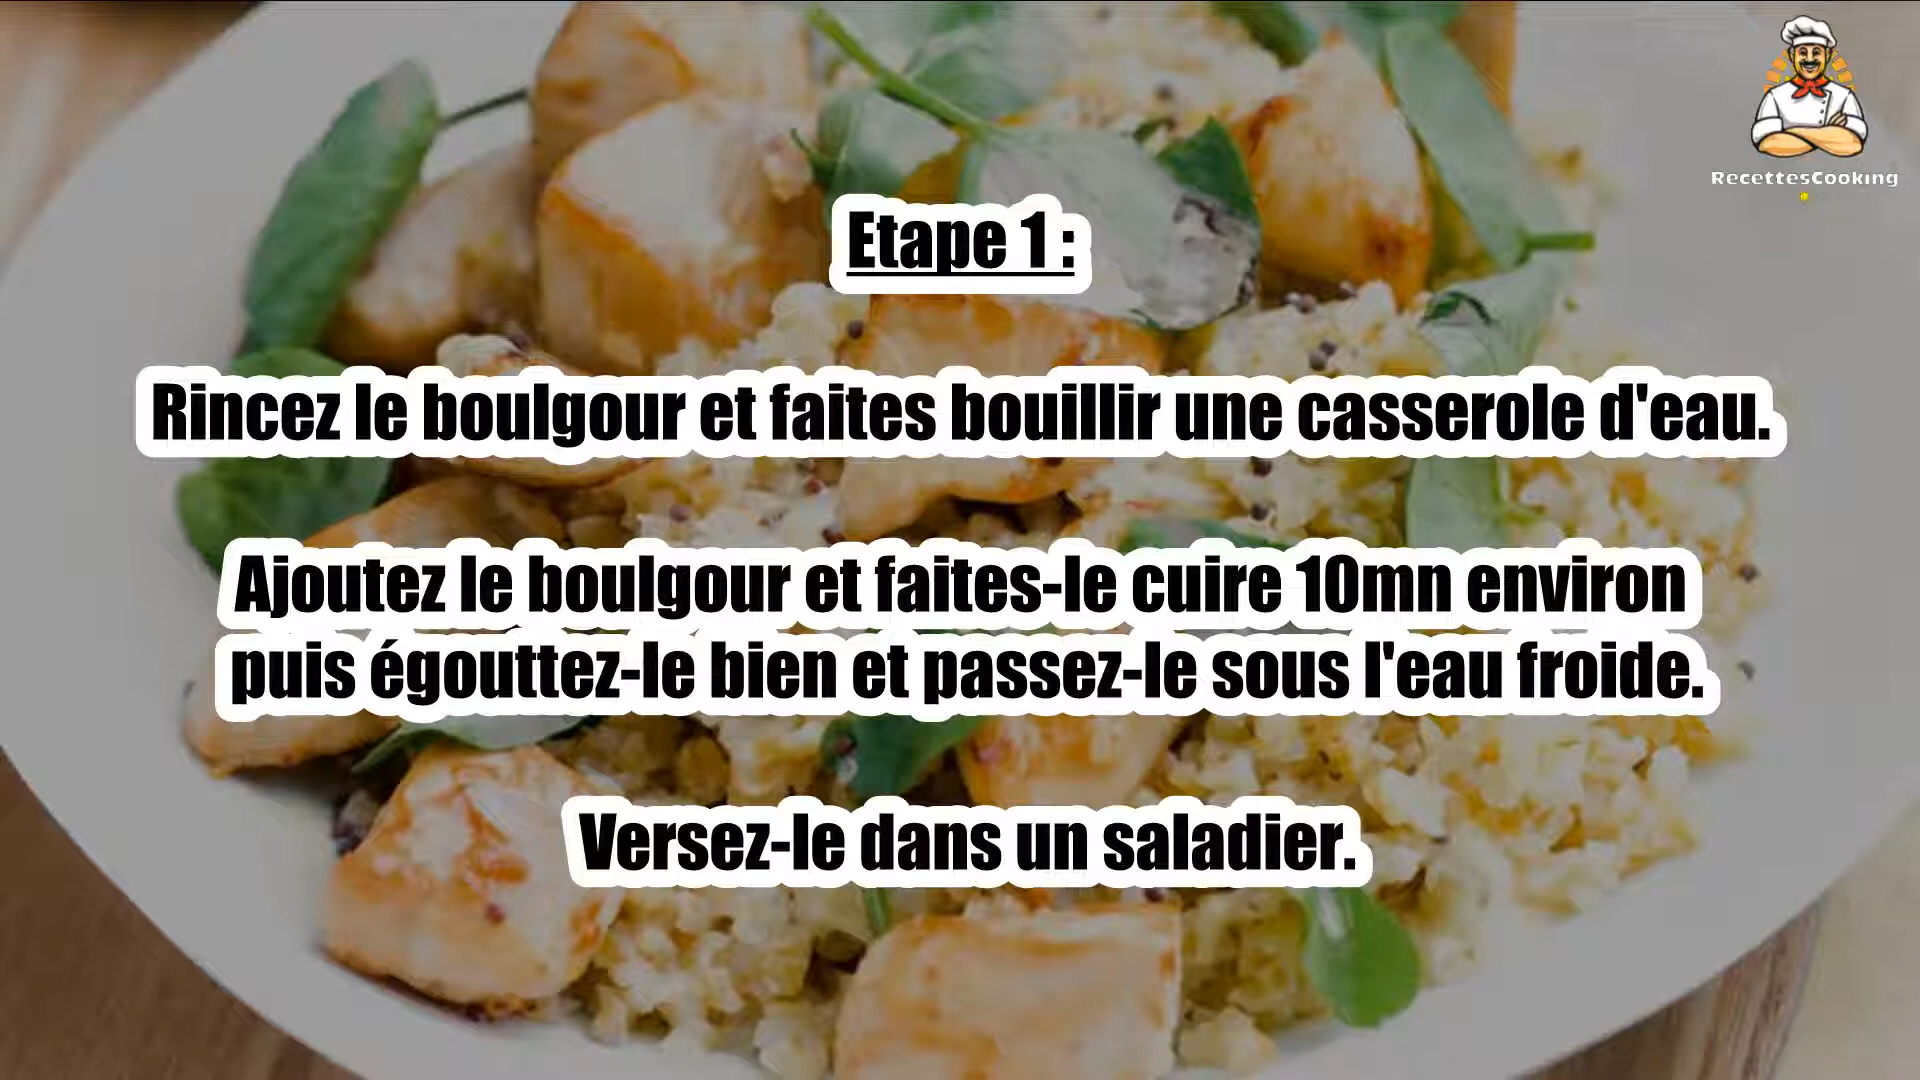 RecettesCooking
Etape 1 :
Rincez le boulgour et faites bouillir une casserole d'eau.
Ajoutez le boulgour et faites-le cuire 10mn environ
puis égouttez-le bien et passez-le sous l'eau froide.
Versez-le dans un saladier.